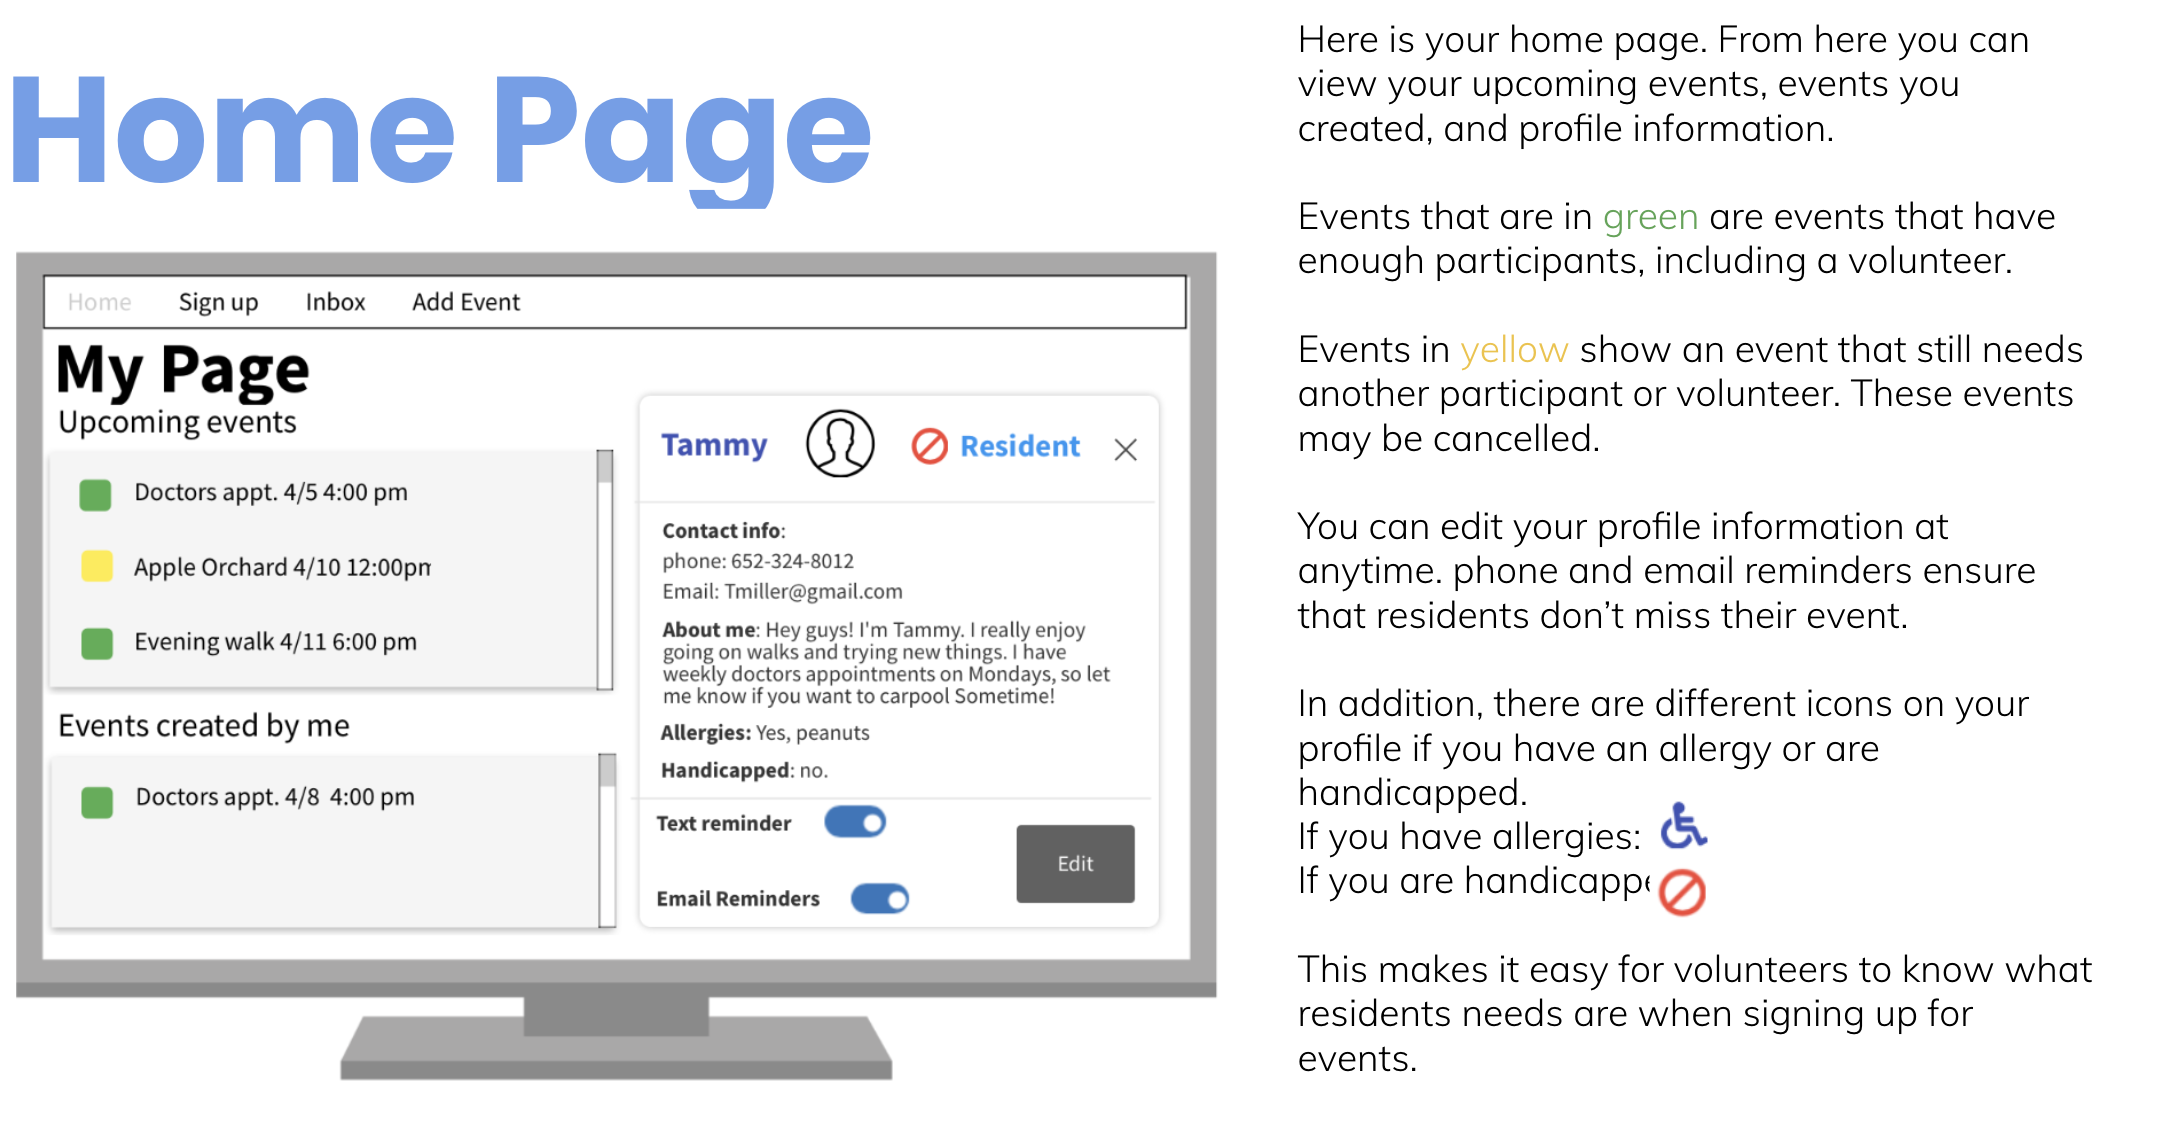 Home Page
Home Sign up Inbox Add Event
My Page
Upcoming events
Doctors appt. 4/5 4:00 pm
Apple Orchard 4/10 12:00pm
Evening walk 4/11 6:00 pm
Events created by me
Doctors appt. 4/8 4:00 pm
Tammy Resident
Contact info:
phone: 652-324-8012
Email: Tmiller@gmail.com
About me: Hey guys! I'm Tammy. I really enjoy
going on walks and trying new things. I have
weekly doctors appointments on Mondays, so let
me know if you want to carpool Sometime!
Allergies: Yes, peanuts
Handicapped: no.
Text reminder
Email Reminders
Edit
Here is your home page. From here you can
view your upcoming events, events you
created, and profile information.
Events that are in green are events that have
enough participants, including a volunteer.
Events in yellow show an event that still needs
another participant or volunteer. These events
may be cancelled.
You can edit your profile information at
anytime. phone and email reminders ensure
that residents don’t miss their event.
In addition, there are different icons on your
profile if you have an allergy or are
handicapped.
If you have allergies:
If you are handicappe
This makes it easy for volunteers to know what
residents needs are when signing up for
events.